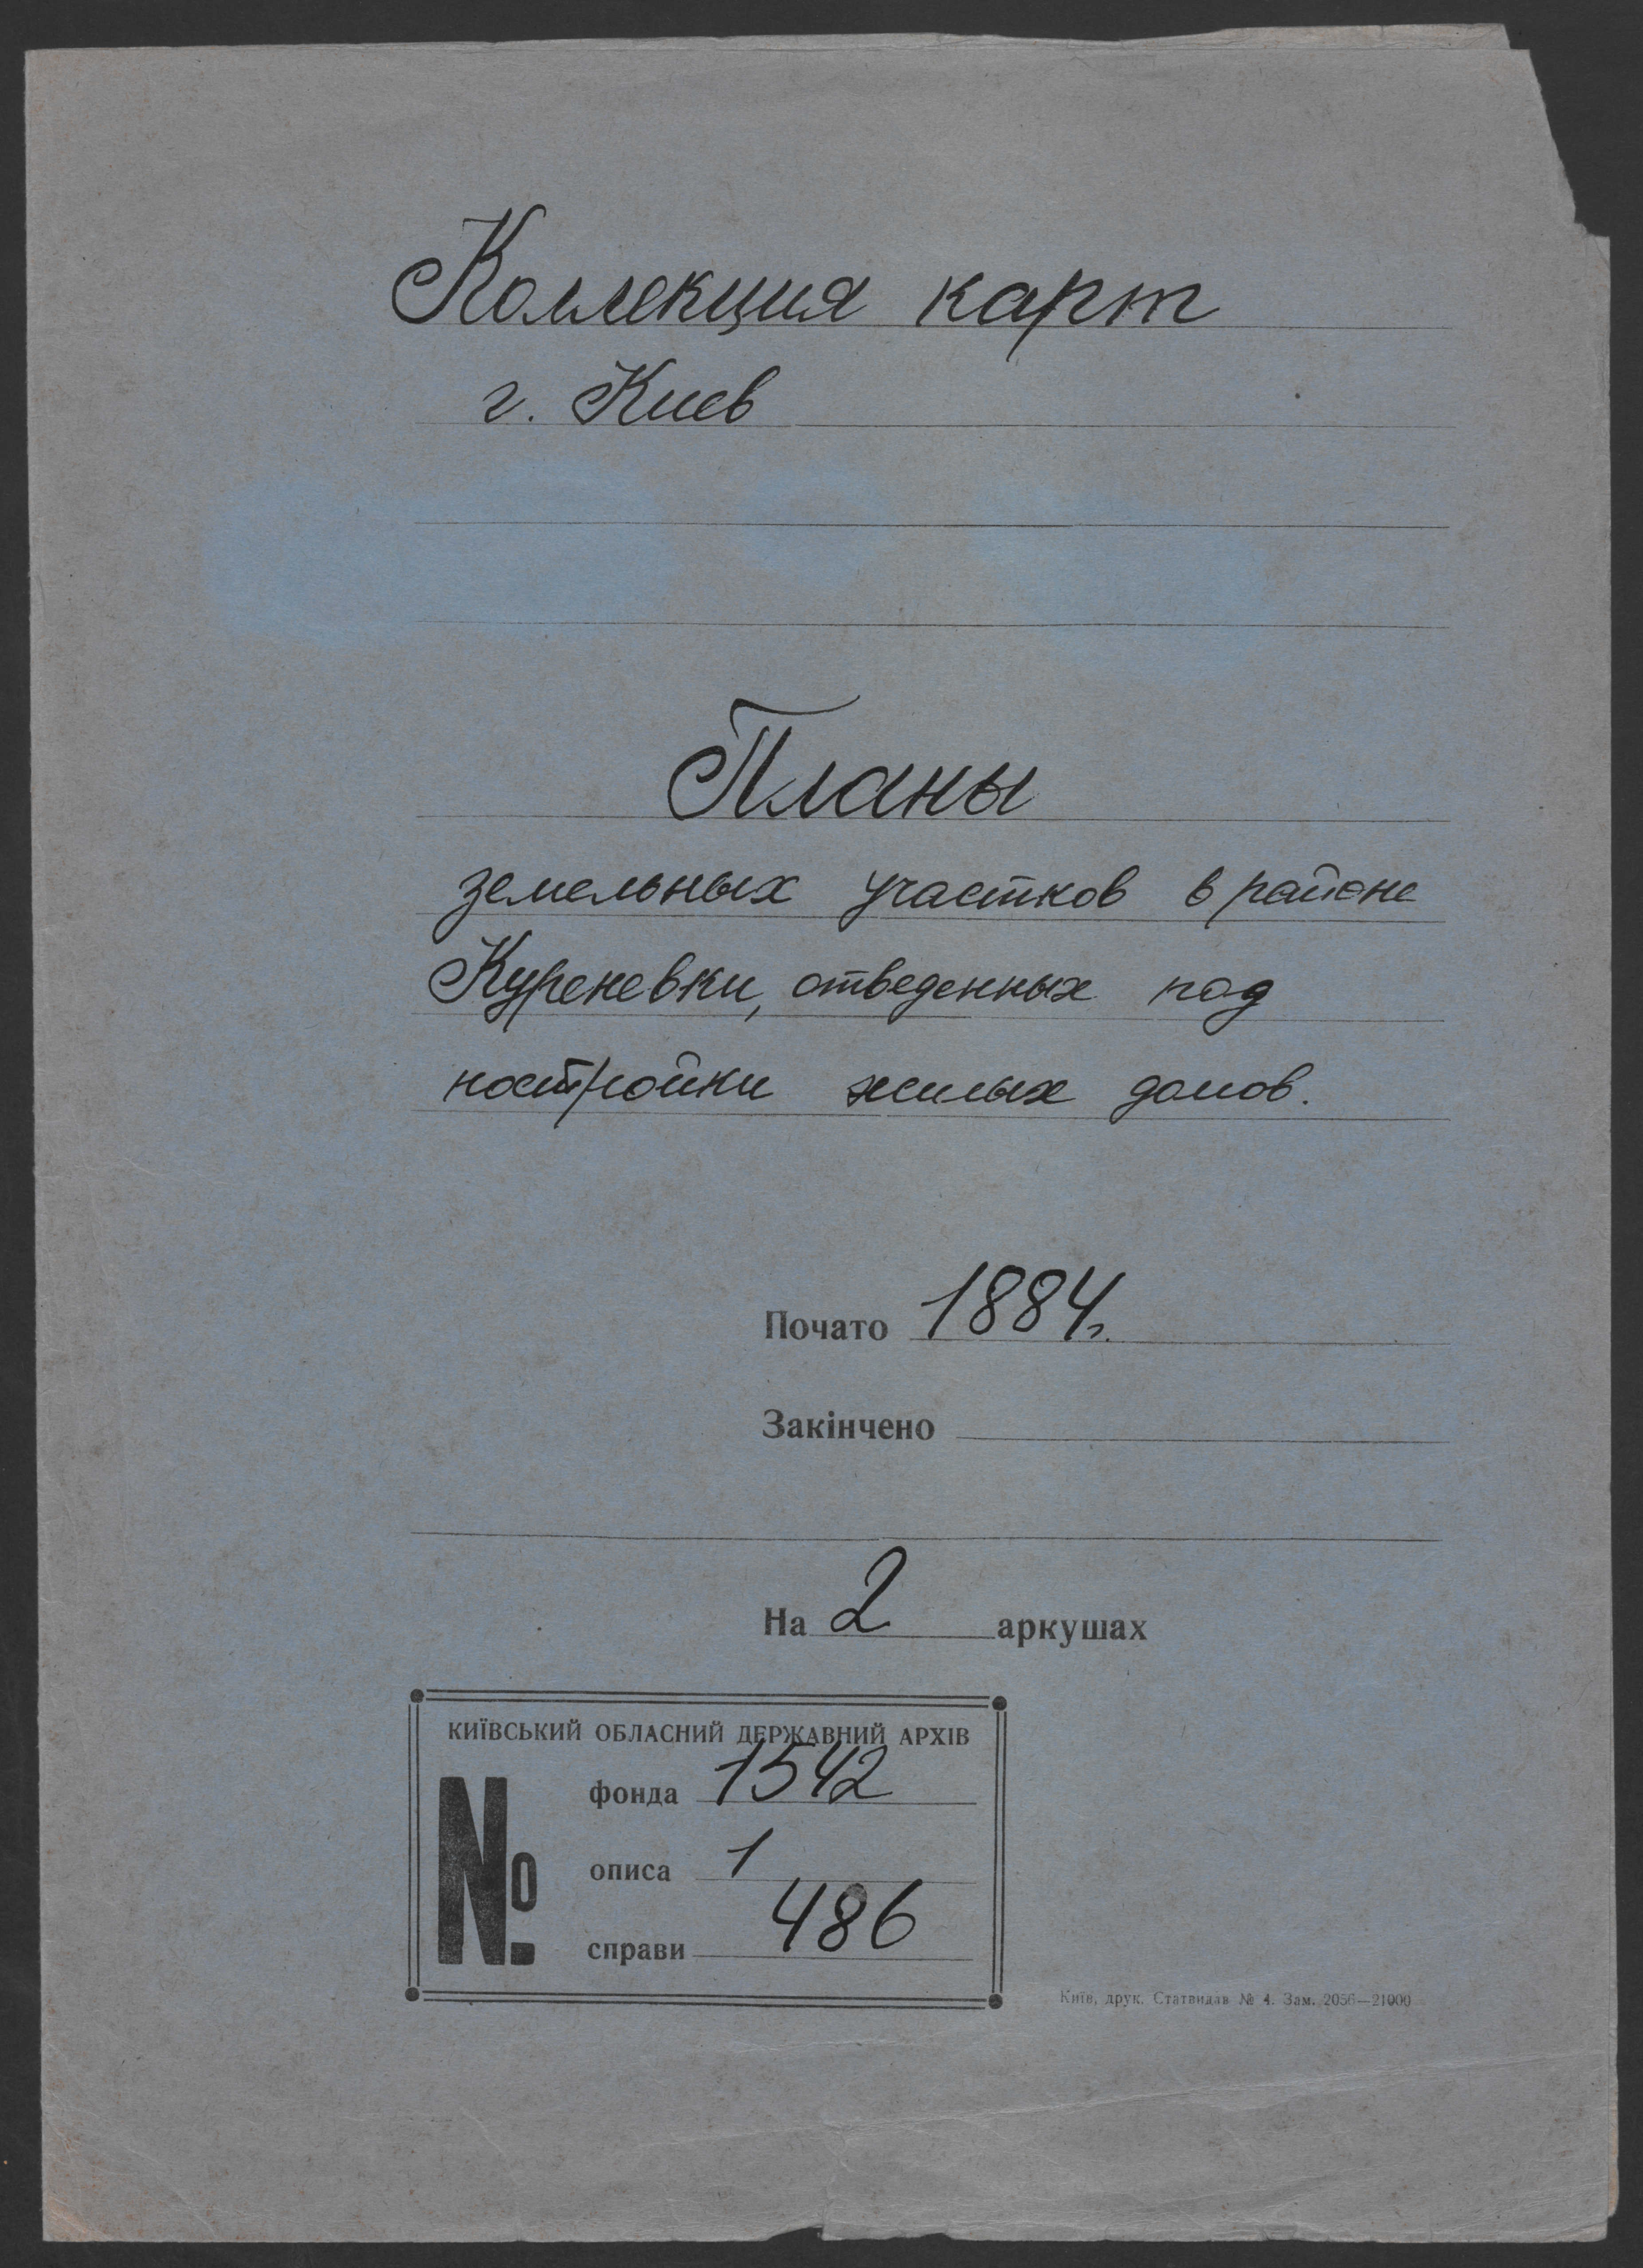 Коллекция карт
г. Киев
Планы
земельных участков в районе
Куреневки, отведенных под
постройки жилых домов.
Почато 1884 г.
Закінчено
На 2 аркушах
КИЇВСЬКИЙ ОБЛАСНИЙ ДЕРЖАВНИЙ АРХІВ
№
фонда 1542
описа 1
справи 486
Київ, друк. Статвидав № 4. Зам. 2056—21000